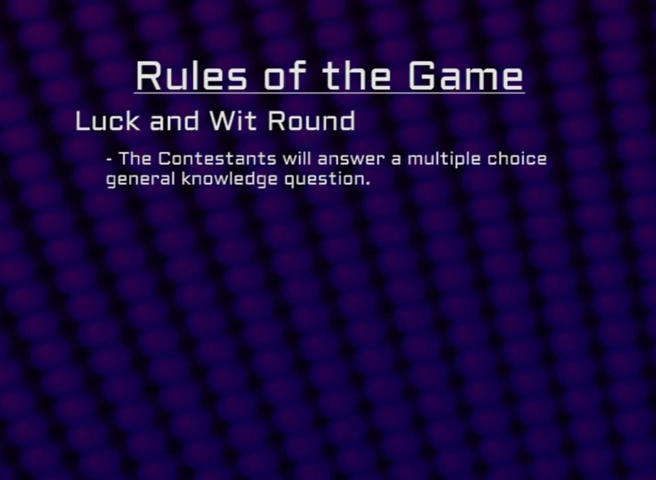 Rules of the Game
Luck and Wit Round
- The Contestants will answer a multiple choice
general knowledge question.